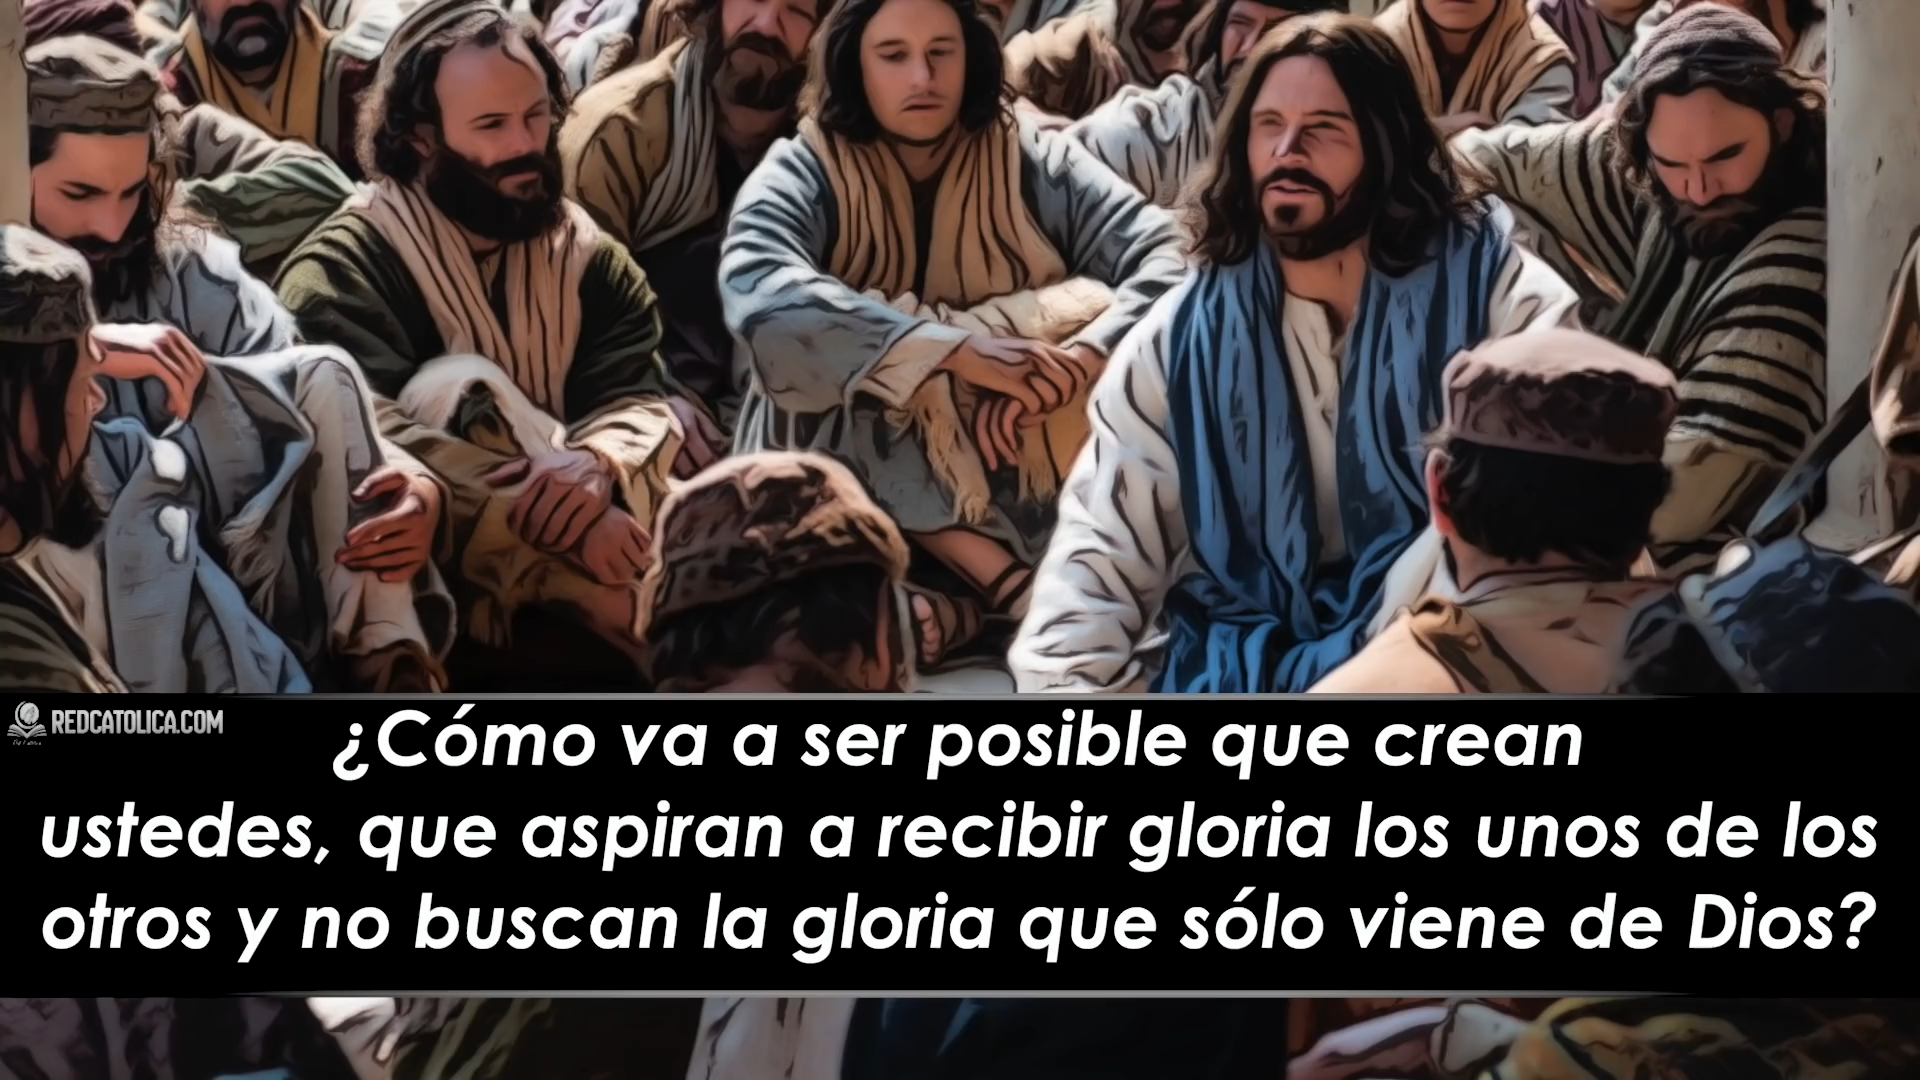 REDCATOLICA.COM
¿Cómo va a ser posible que crean
ustedes, que aspiran a recibir gloria los unos de los
otros y no buscan la gloria que sólo viene de Dios?